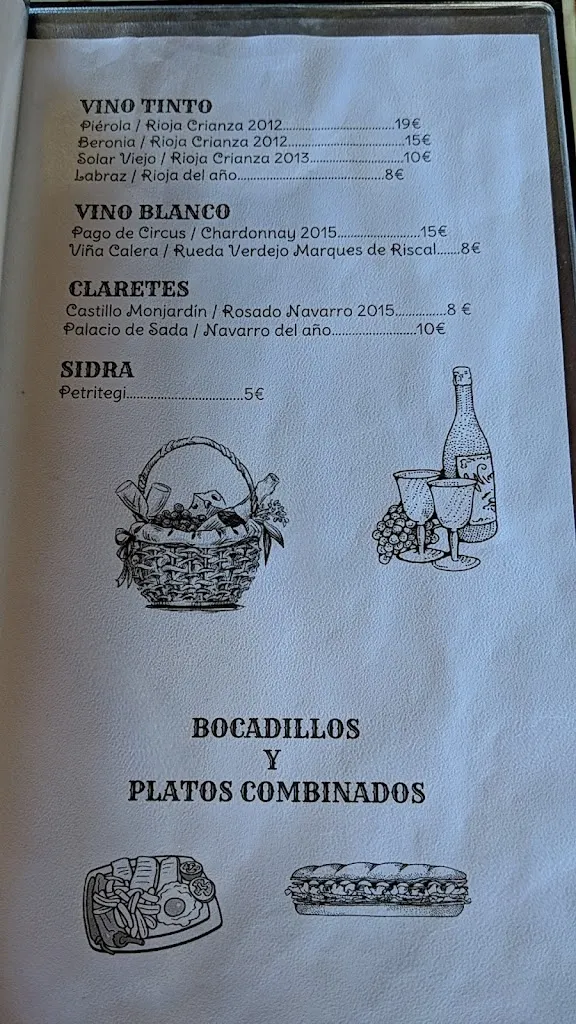 VINO TINTO
Piérola / Rioja Crianza 2012................................19€
Beronia / Rioja Crianza 2012.................................15€
Solar Viejo / Rioja Crianza 2013..........................10€
Labraz / Rioja del año..........................................8€
VINO BLANCO
Pago de Circus / Chardonnay 2015.......................15€
Viña Calera / Rueda Verdejo Marques de Riscal.......8€
CLARETES
Castillo Monjardín / Rosado Navarro 2015..............8 €
Palacio de Sada / Navarro del año........................10€
SIDRA
Petritegi.................................5€
BOCADILLOS
Y
PLATOS COMBINADOS